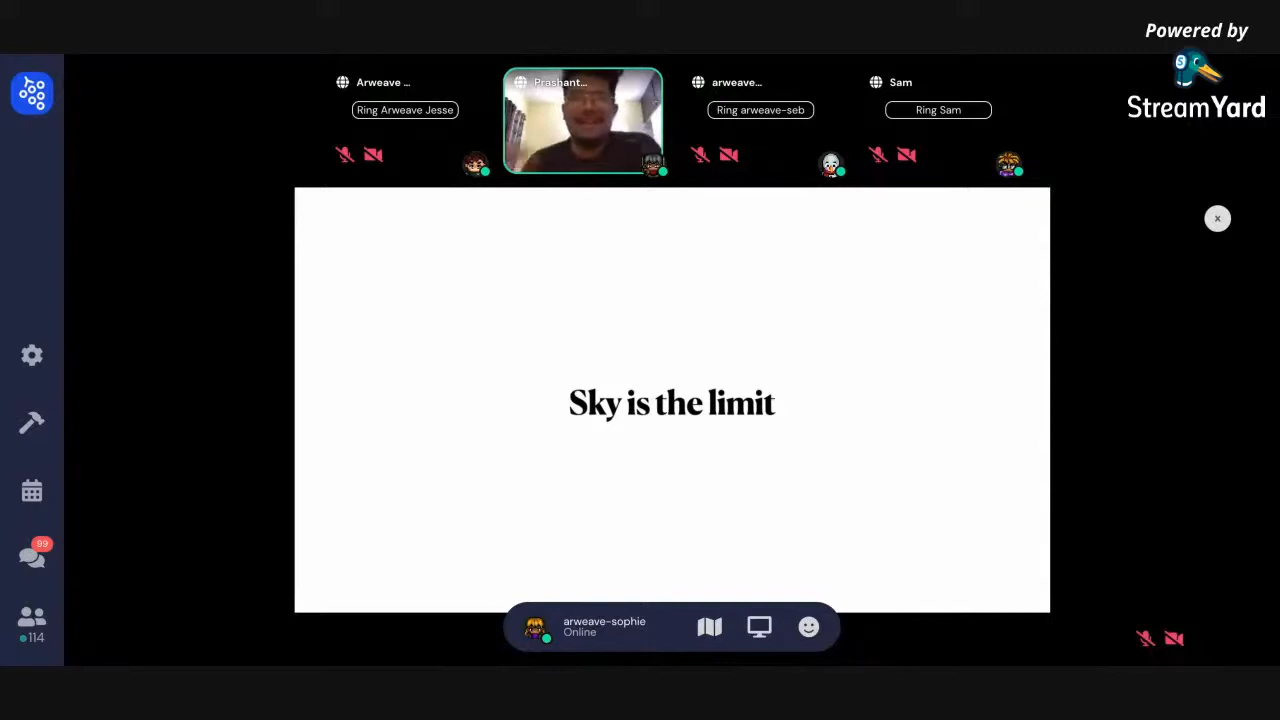 Powered by
StreamYard
Arweave ...
Prashant...
arweave...
Sam
Ring Arweave Jesse
Ring arweave-seb
Ring Sam
Sky is the limit
99
114
arweave-sophie
Online